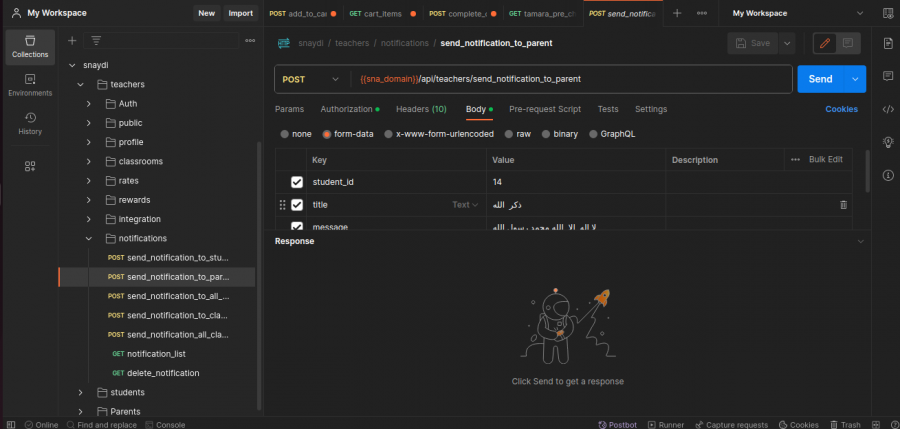 My Workspace
New
Import
POST add_to_ca
GET cart_items
POST complete_
GET tamara_pre_ch
POST send_notific
My Workspace
Collections
Environments
History
snaydi
teachers
Auth
public
profile
classrooms
rates
rewards
integration
notifications
POST send_notification_to_stu...
POST send_notification_to_par...
POST send_notification_to_all_...
POST send_notification_to_cla...
POST send_notification_all_cla...
GET notification_list
GET delete_notification
students
Parents
snaydi / teachers / notifications / send_notification_to_parent
Save
POST
{{sna_domain}}/api/teachers/send_notification_to_parent
Send
Params Authorization Headers (10) Body Pre-request Script Tests Settings Cookies
none form-data x-www-form-urlencoded raw binary GraphQL
Key Value Description Bulk Edit
student_id 14
title Text ذكر الله
message لا اله الا الله محمد رسول الله
Response
Click Send to get a response
Online Find and replace Console Postbot Runner Capture requests Cookies Trash